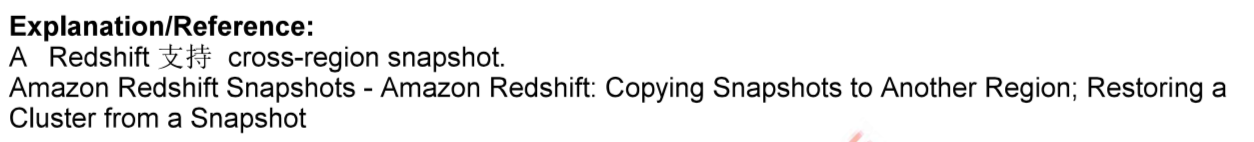 Explanation/Reference:
A Redshift 支持 cross-region snapshot.
Amazon Redshift Snapshots - Amazon Redshift: Copying Snapshots to Another Region; Restoring a
Cluster from a Snapshot